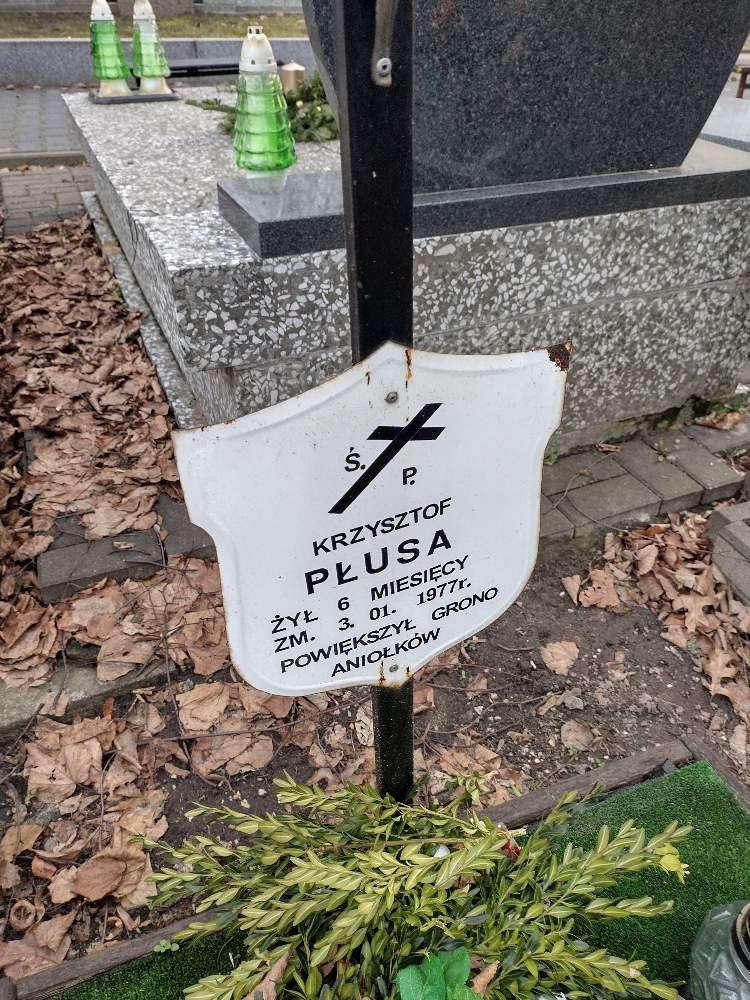 Ś. P.
KRZYSZTOF
PŁUSA
ŻYŁ 6 MIESIĘCY
ZM. 3. 01. 1977r.
POWIĘKSZYŁ GRONO
ANIOŁKÓW